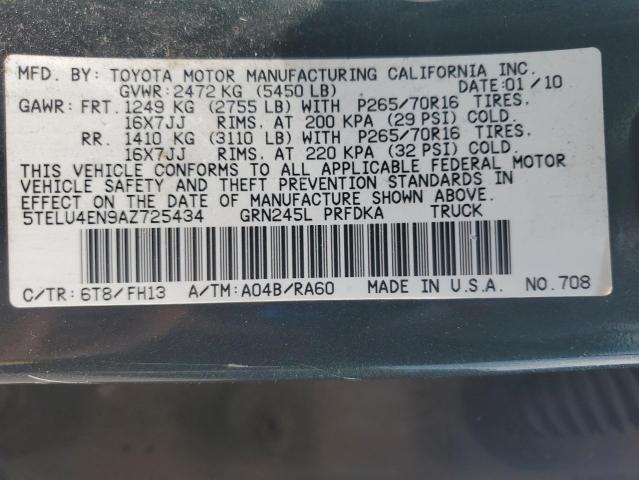 MFD. BY: TOYOTA MOTOR MANUFACTURING CALIFORNIA INC.
GVWR: 2472 KG (5450 LB) DATE: 01/10
GAWR: FRT. 1249 KG (2755 LB) WITH P265/70R16 TIRES.
16X7JJ RIMS. AT 200 KPA (29 PSI) COLD.
RR. 1410 KG (3110 LB) WITH P265/70R16 TIRES.
16X7JJ RIMS. AT 220 KPA (32 PSI) COLD.
THIS VEHICLE CONFORMS TO ALL APPLICABLE FEDERAL MOTOR
VEHICLE SAFETY AND THEFT PREVENTION STANDARDS IN
EFFECT ON THE DATE OF MANUFACTURE SHOWN ABOVE.
5TELU4EN9AZ725434 GRN245L PRFDKA TRUCK
C/TR: 6T8/FH13 A/TM: A04B/RA60 MADE IN U.S.A. NO. 708